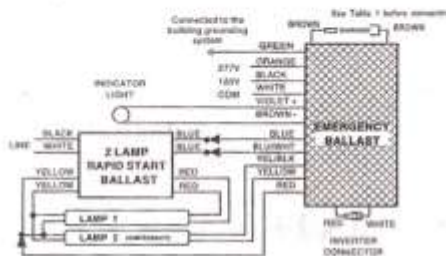 See Table 1 before connecting
BROWN
BROWN
Connected to the
building grounding
system
GREEN
ORANGE
277V
BLACK
120V
WHITE
COM
VIOLET +
BROWN -
INDICATOR
LIGHT
BLACK
WHITE
LINE
2 LAMP
RAPID START
BALLAST
BLUE
BLUE
BLUE
BLU/WHT
YEL/BLK
YELLOW
RED
EMERGENCY
BALLAST
YELLOW
YELLOW
RED
RED
LAMP 1
LAMP 2
RED
WHITE
INVERTER
CONNECTOR